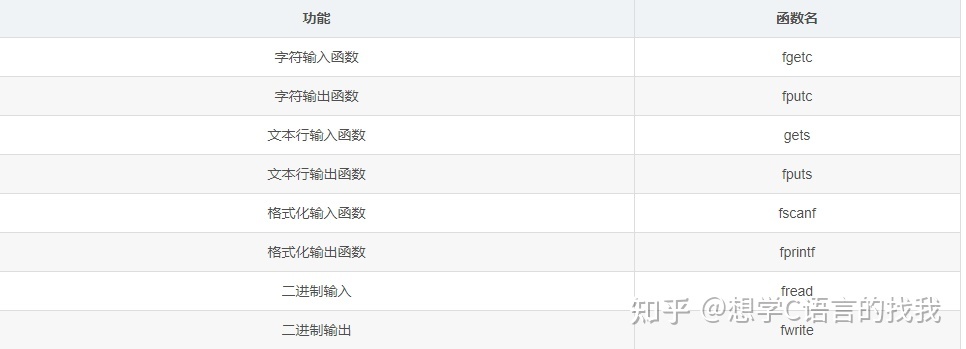 功能 函数名
字符输入函数 fgetc
字符输出函数 fputc
文本行输入函数 gets
文本行输出函数 fputs
格式化输入函数 fscanf
格式化输出函数 fprintf
二进制输入 fread
知乎 @想学C语言的找我
二进制输出 fwrite